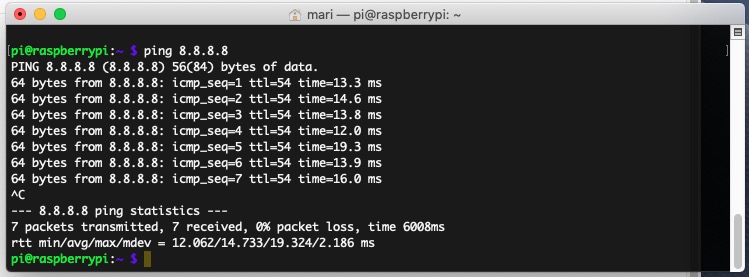 mari — pi@raspberrypi: ~
[pi@raspberrypi:~ $ ping 8.8.8.8 ]
PING 8.8.8.8 (8.8.8.8) 56(84) bytes of data.
64 bytes from 8.8.8.8: icmp_seq=1 ttl=54 time=13.3 ms
64 bytes from 8.8.8.8: icmp_seq=2 ttl=54 time=14.6 ms
64 bytes from 8.8.8.8: icmp_seq=3 ttl=54 time=13.8 ms
64 bytes from 8.8.8.8: icmp_seq=4 ttl=54 time=12.0 ms
64 bytes from 8.8.8.8: icmp_seq=5 ttl=54 time=19.3 ms
64 bytes from 8.8.8.8: icmp_seq=6 ttl=54 time=13.9 ms
64 bytes from 8.8.8.8: icmp_seq=7 ttl=54 time=16.0 ms
^C
--- 8.8.8.8 ping statistics ---
7 packets transmitted, 7 received, 0% packet loss, time 6008ms
rtt min/avg/max/mdev = 12.062/14.733/19.324/2.186 ms
pi@raspberrypi:~ $